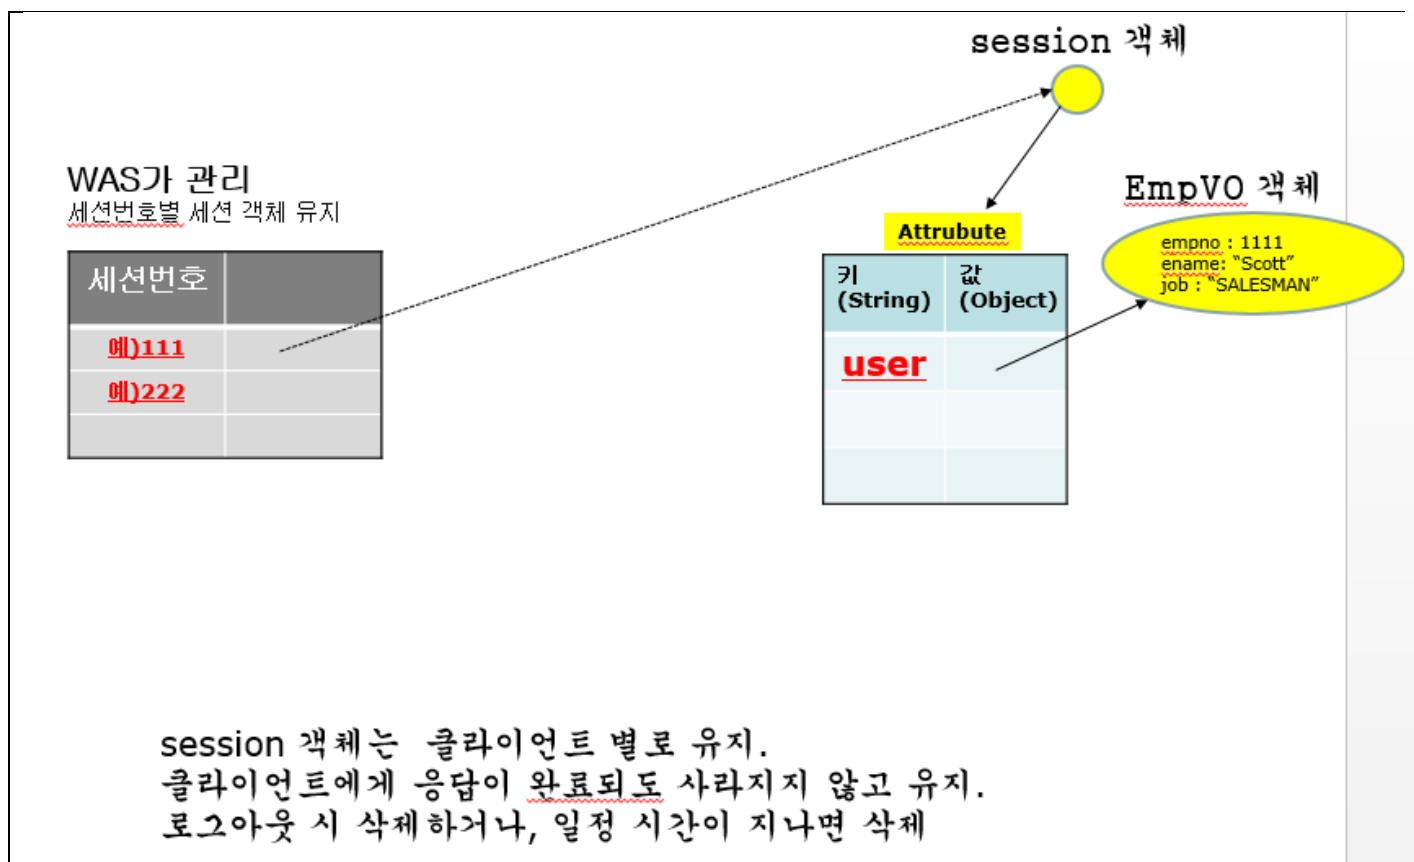 session 객체
WAS가 관리
세션번호별 세션 객체 유지
EmpVO 객체
Attrubute
empno : 1111
ename: “Scott”
job : “SALESMAN”
세션번호
예)111
예)222
키
(String)
값
(Object)
user
session 객체는 클라이언트 별로 유지.
클라이언트에게 응답이 완료되도 사라지지 않고 유지.
로그아웃 시 삭제하거나, 일정 시간이 지나면 삭제